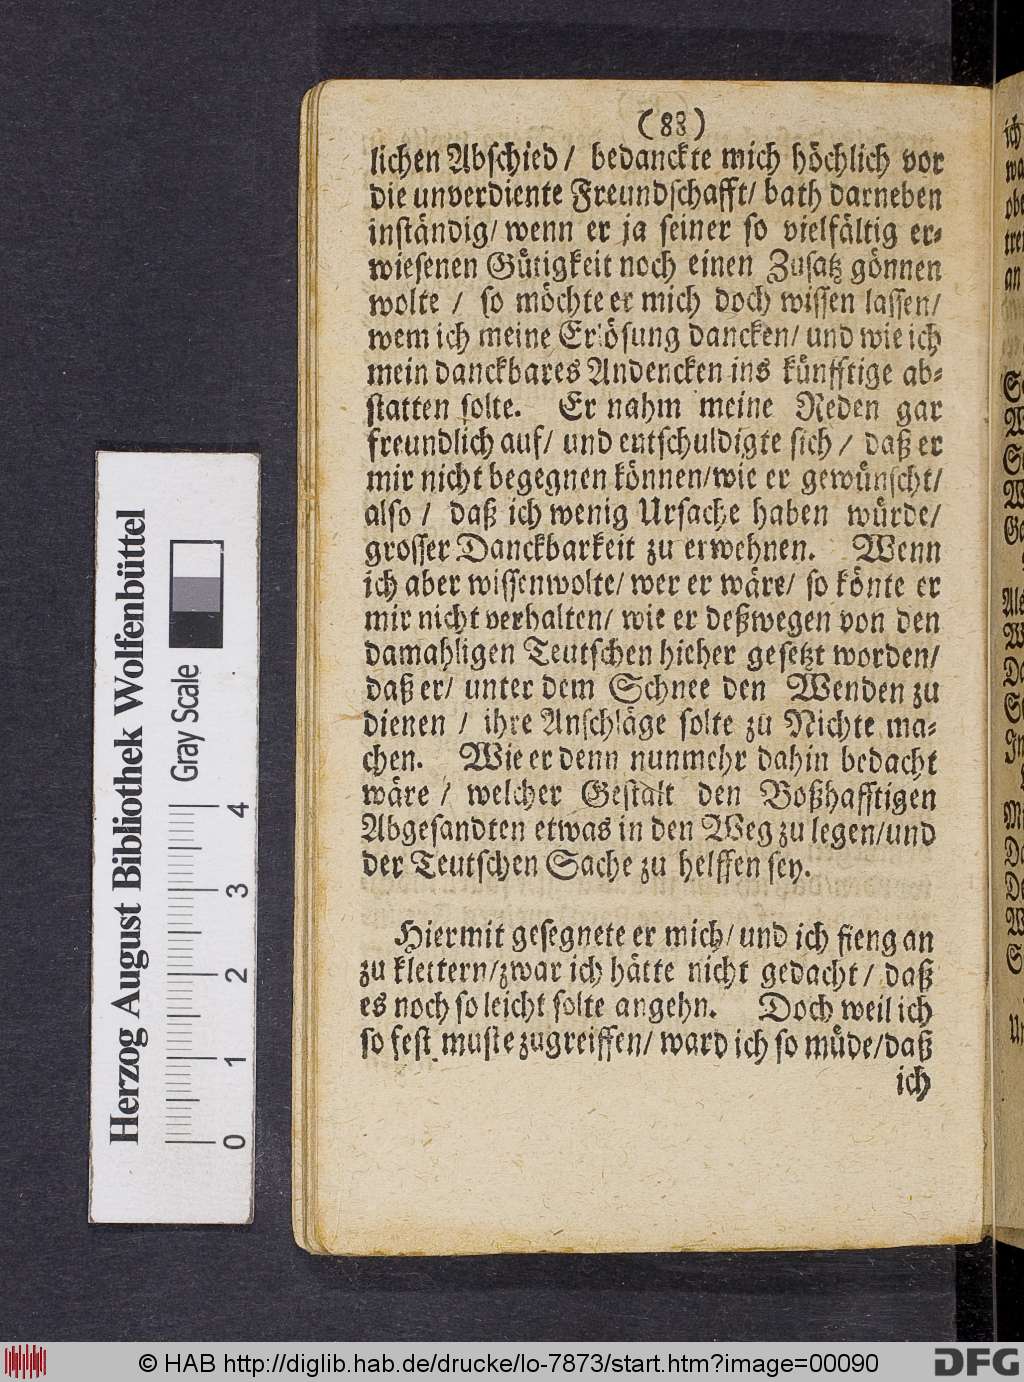 (88)
lichen Abschied / bedanckte mich höchlich vor
die unverdiente Freundschafft/ bath darneben
inständig/ wenn er ja seiner so vielfältig er-
wiesenen Gütigkeit noch einen Zusatz gönnen
wolte / so möchte er mich doch wissen lassen/
wem ich meine Erlösung dancken/ und wie ich
mein danckbares Andencken ins künfftige ab-
statten solte. Er nahm meine Reden gar
freundlich auf/ und entschuldigte sich / daß er
mir nicht begegnen können/wie er gewünscht/
also / daß ich wenig Ursache haben würde/
grosser Danckbarkeit zu erwehnen. Wenn
ich aber wissen wolte/ wer er wäre/ so könte er
mir nicht verhalten/ wie er deßwegen von den
damahligen Teutschen hieher gesetzt worden/
daß er/ unter dem Schnee den Wenden zu
dienen / ihre Anschläge solte zu Nichte ma-
chen. Wie er denn nunmehr dahin bedacht
wäre / welcher Gestalt den Boßhafftigen
Abgesandten etwas in den Weg zu legen/und
der Teutschen Sache zu helffen sey.
Hiermit gesegnete er mich/ und ich fieng an
zu klettern/zwar ich hätte nicht gedacht/ daß
es noch so leicht solte angehn. Doch weil ich
so fest muste zugreiffen/ ward ich so müde/daß
ich
Herzog August Bibliothek Wolfenbüttel
Gray Scale
0 1 2 3 4
© HAB http://diglib.hab.de/drucke/lo-7873/start.htm?image=00090
DFG